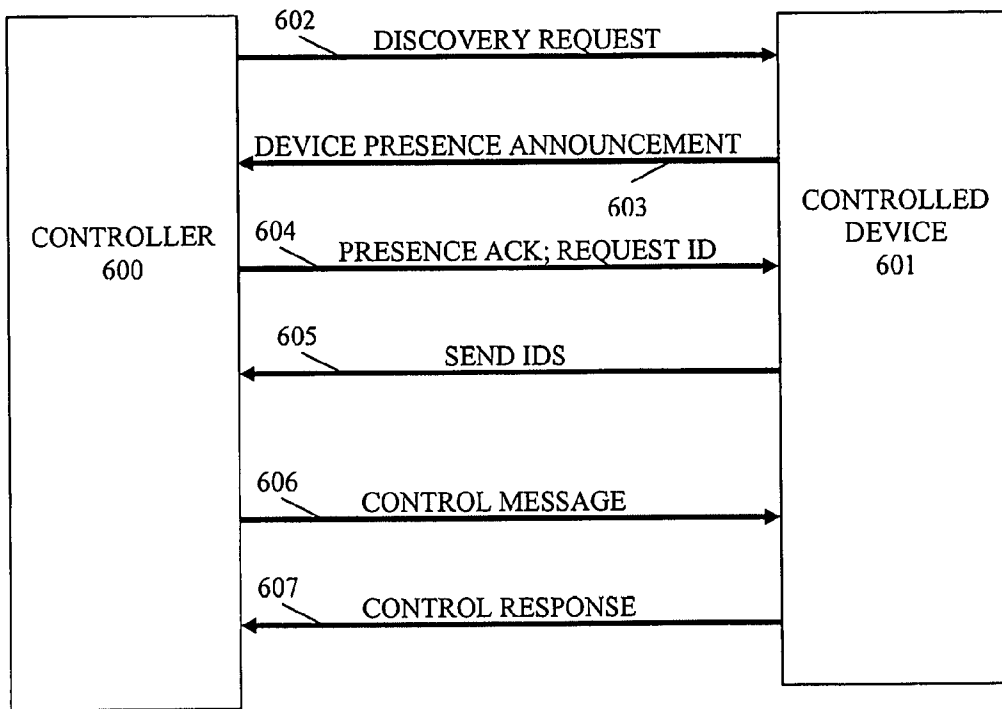 602
DISCOVERY REQUEST
DEVICE PRESENCE ANNOUNCEMENT
603
CONTROLLER
600
CONTROLLED
DEVICE
601
604
PRESENCE ACK; REQUEST ID
605
SEND IDS
606
CONTROL MESSAGE
607
CONTROL RESPONSE